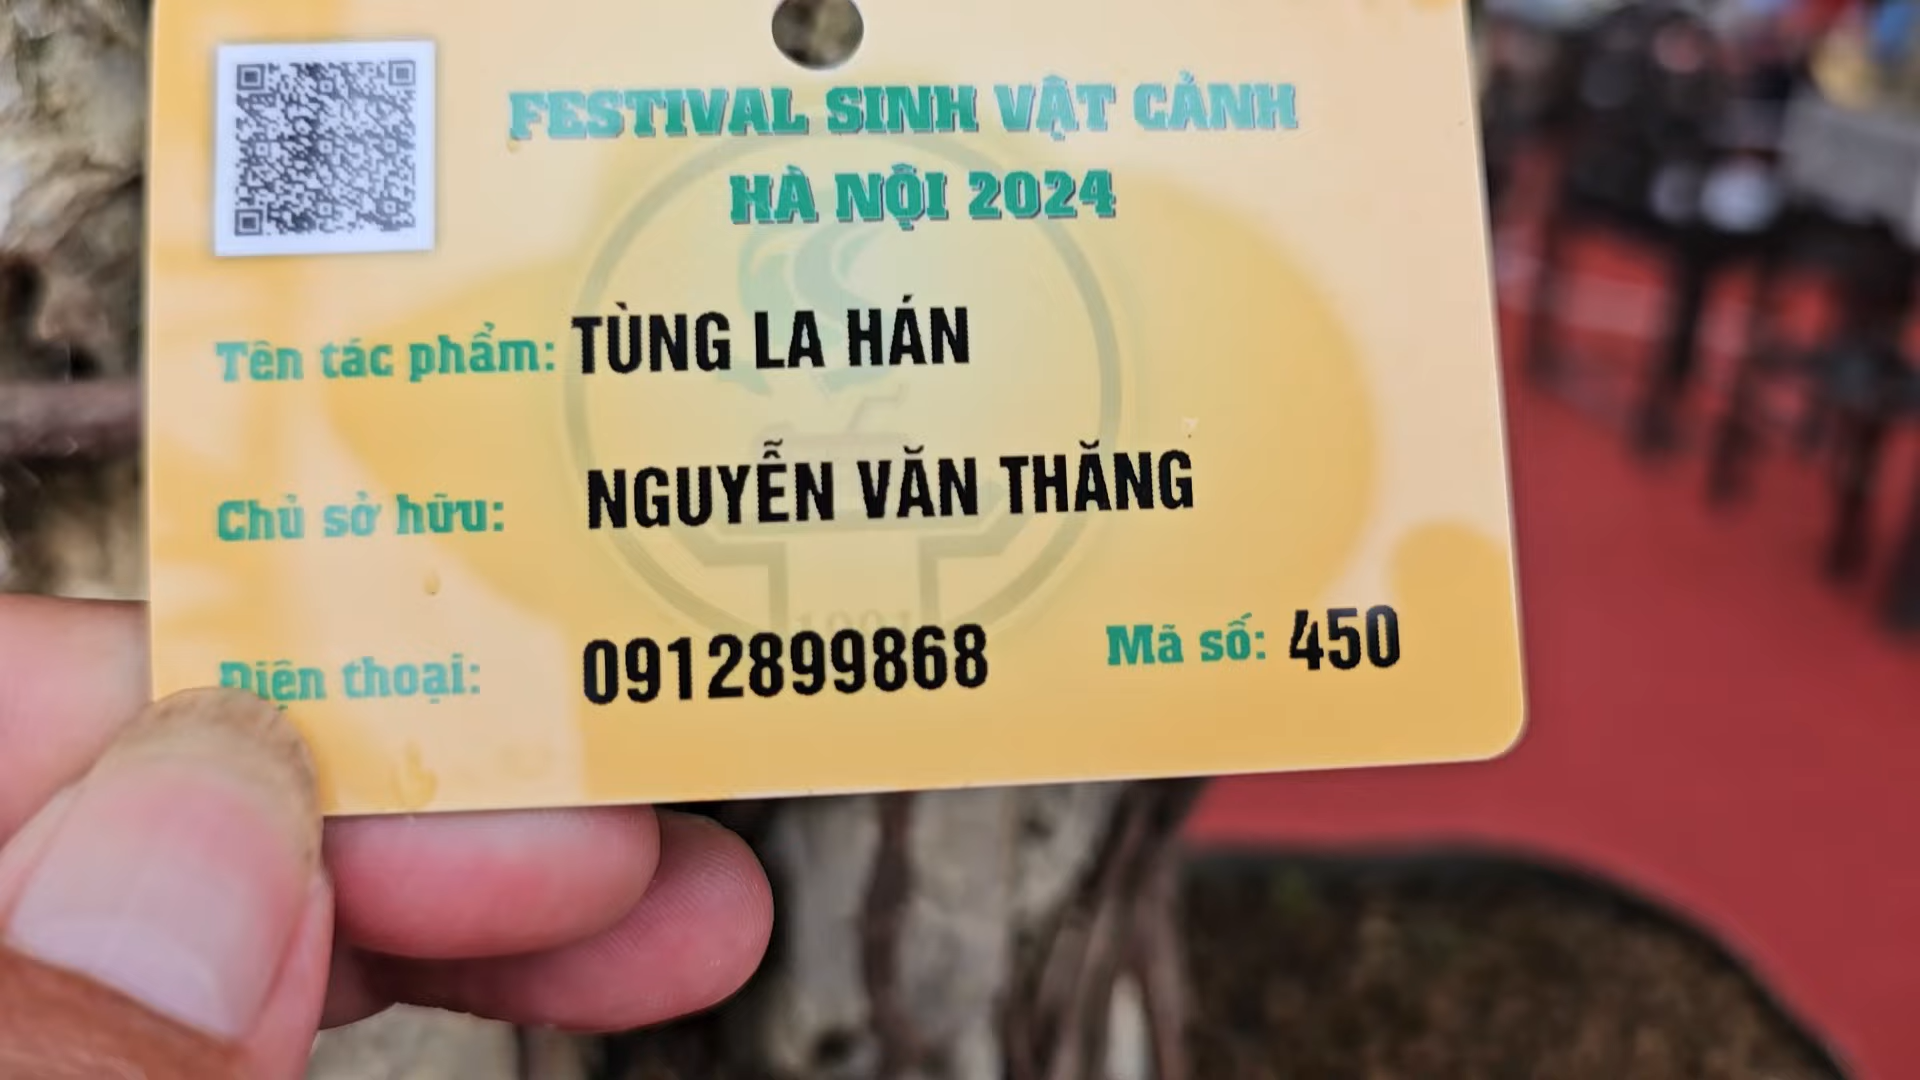 FESTIVAL SINH VẬT CẢNH
HÀ NỘI 2024
Tên tác phẩm: TÙNG LA HÁN
Chủ sở hữu: NGUYỄN VĂN THĂNG
Điện thoại: 0912899868 Mã số: 450